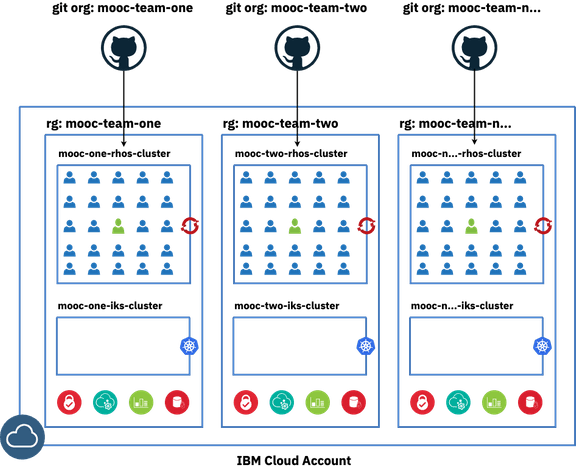 git org: mooc-team-one
git org: mooc-team-two
git org: mooc-team-n...
rg: mooc-team-one
rg: mooc-team-two
rg: mooc-team-n...
mooc-one-rhos-cluster
mooc-two-rhos-cluster
mooc-n...-rhos-cluster
mooc-one-iks-cluster
mooc-two-iks-cluster
mooc-n...-iks-cluster
IBM Cloud Account